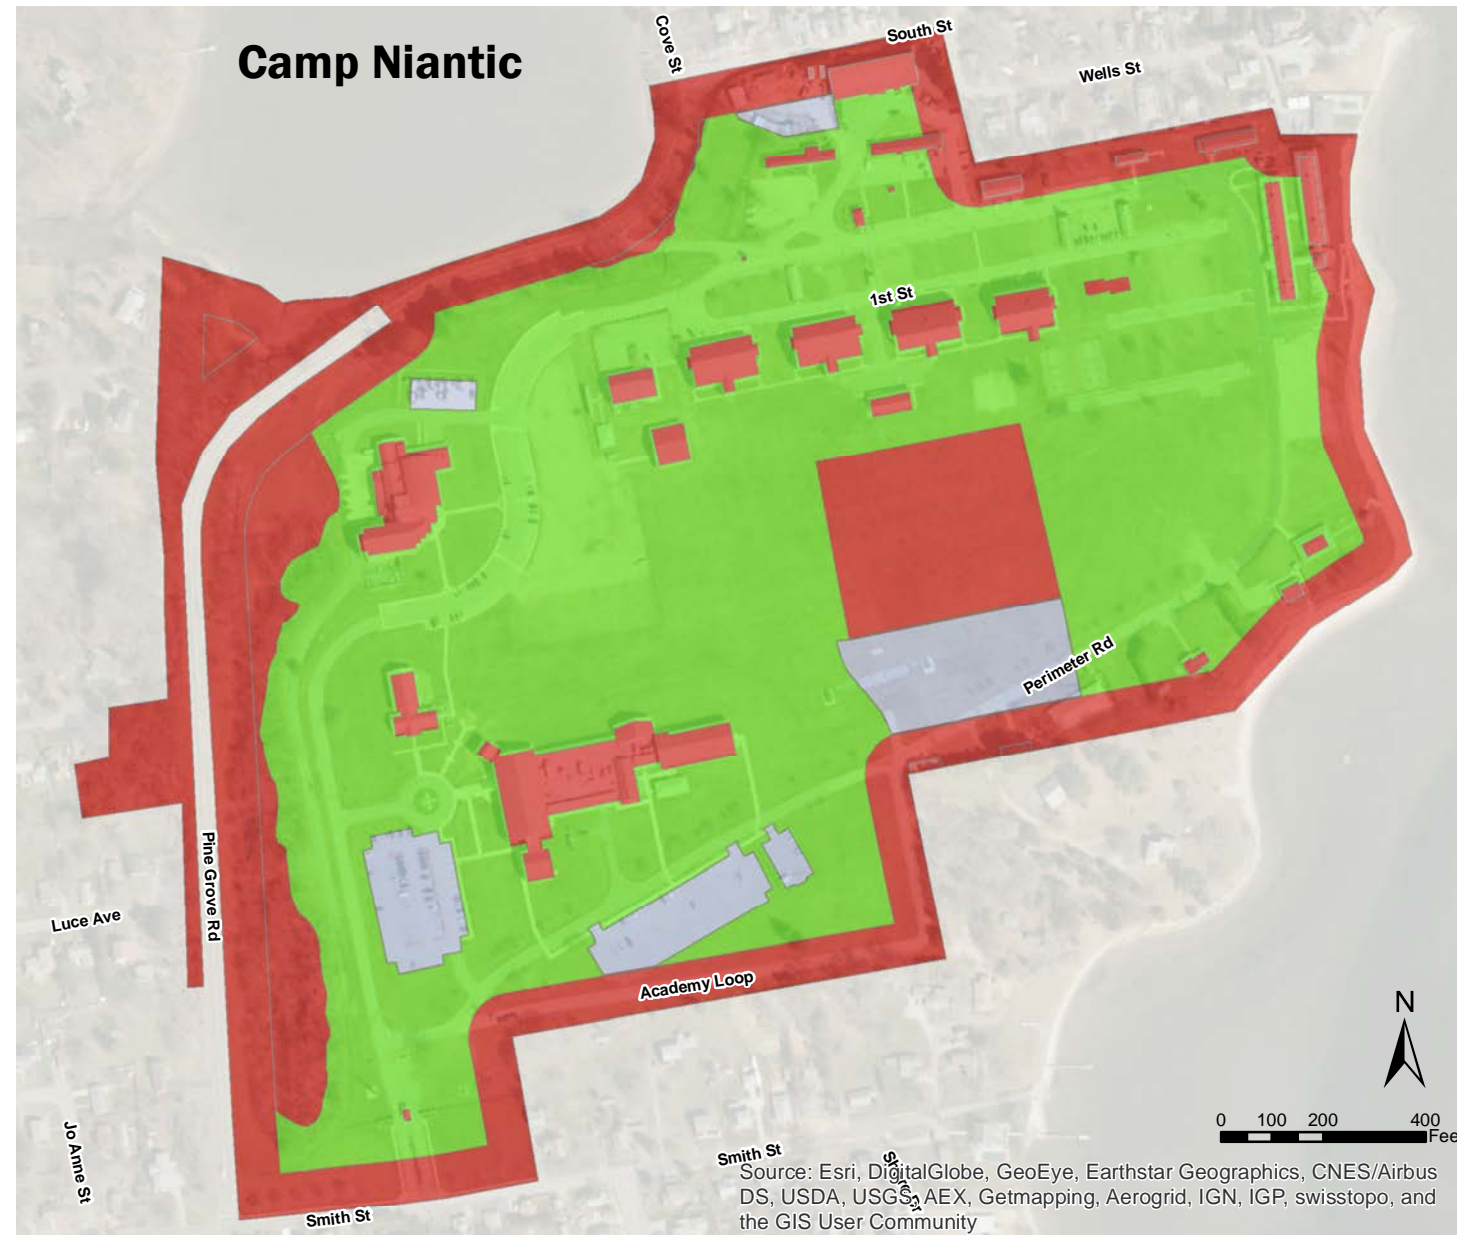 South St
Cove St
Camp Niantic
Wells St
1st St
Perimeter Rd
Pine Grove Rd
Luce Ave
Academy Loop
N
0 100 200 400
Fee
Jo Anne St
Smith St
Smith St
Source: Esri, DigitalGlobe, GeoEye, Earthstar Geographics, CNES/Airbus
DS, USDA, USGS, AEX, Getmapping, Aerogrid, IGN, IGP, swisstopo, and
the GIS User Community